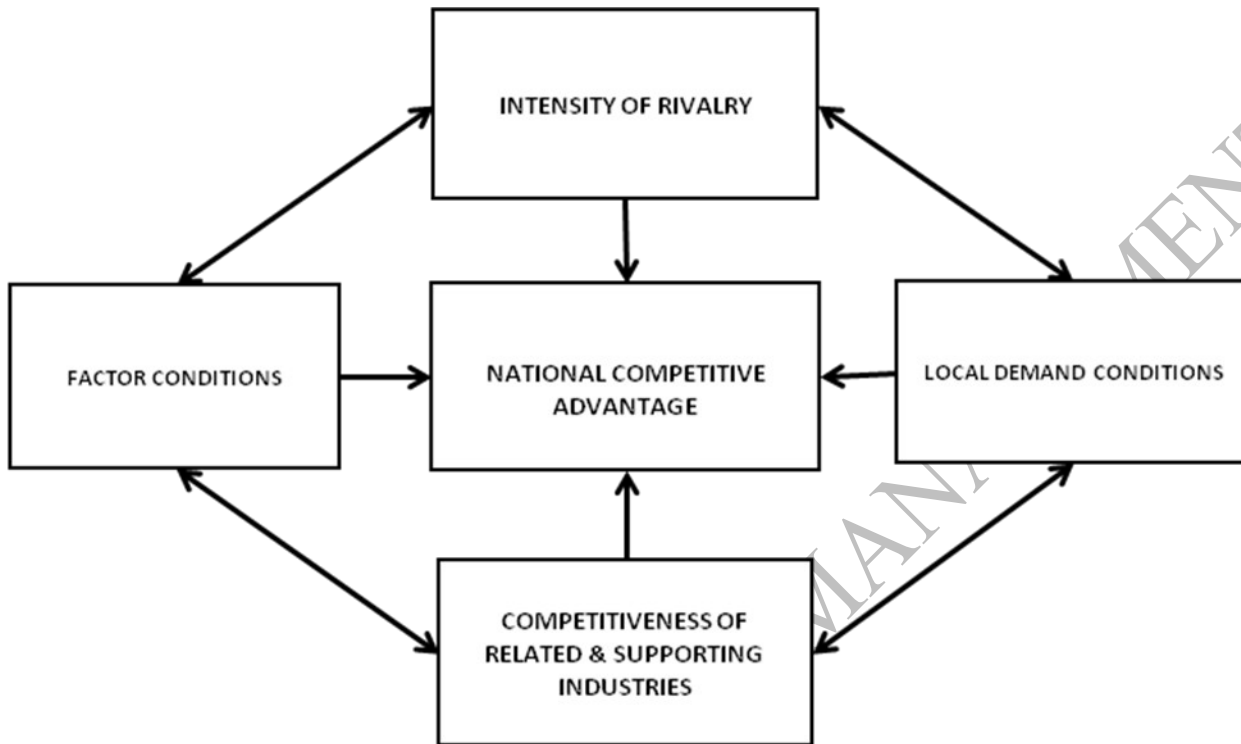 INTENSITY OF RIVALRY
FACTOR CONDITIONS
NATIONAL COMPETITIVE
ADVANTAGE
LOCAL DEMAND CONDITIONS
COMPETITIVENESS OF
RELATED & SUPPORTING
INDUSTRIES